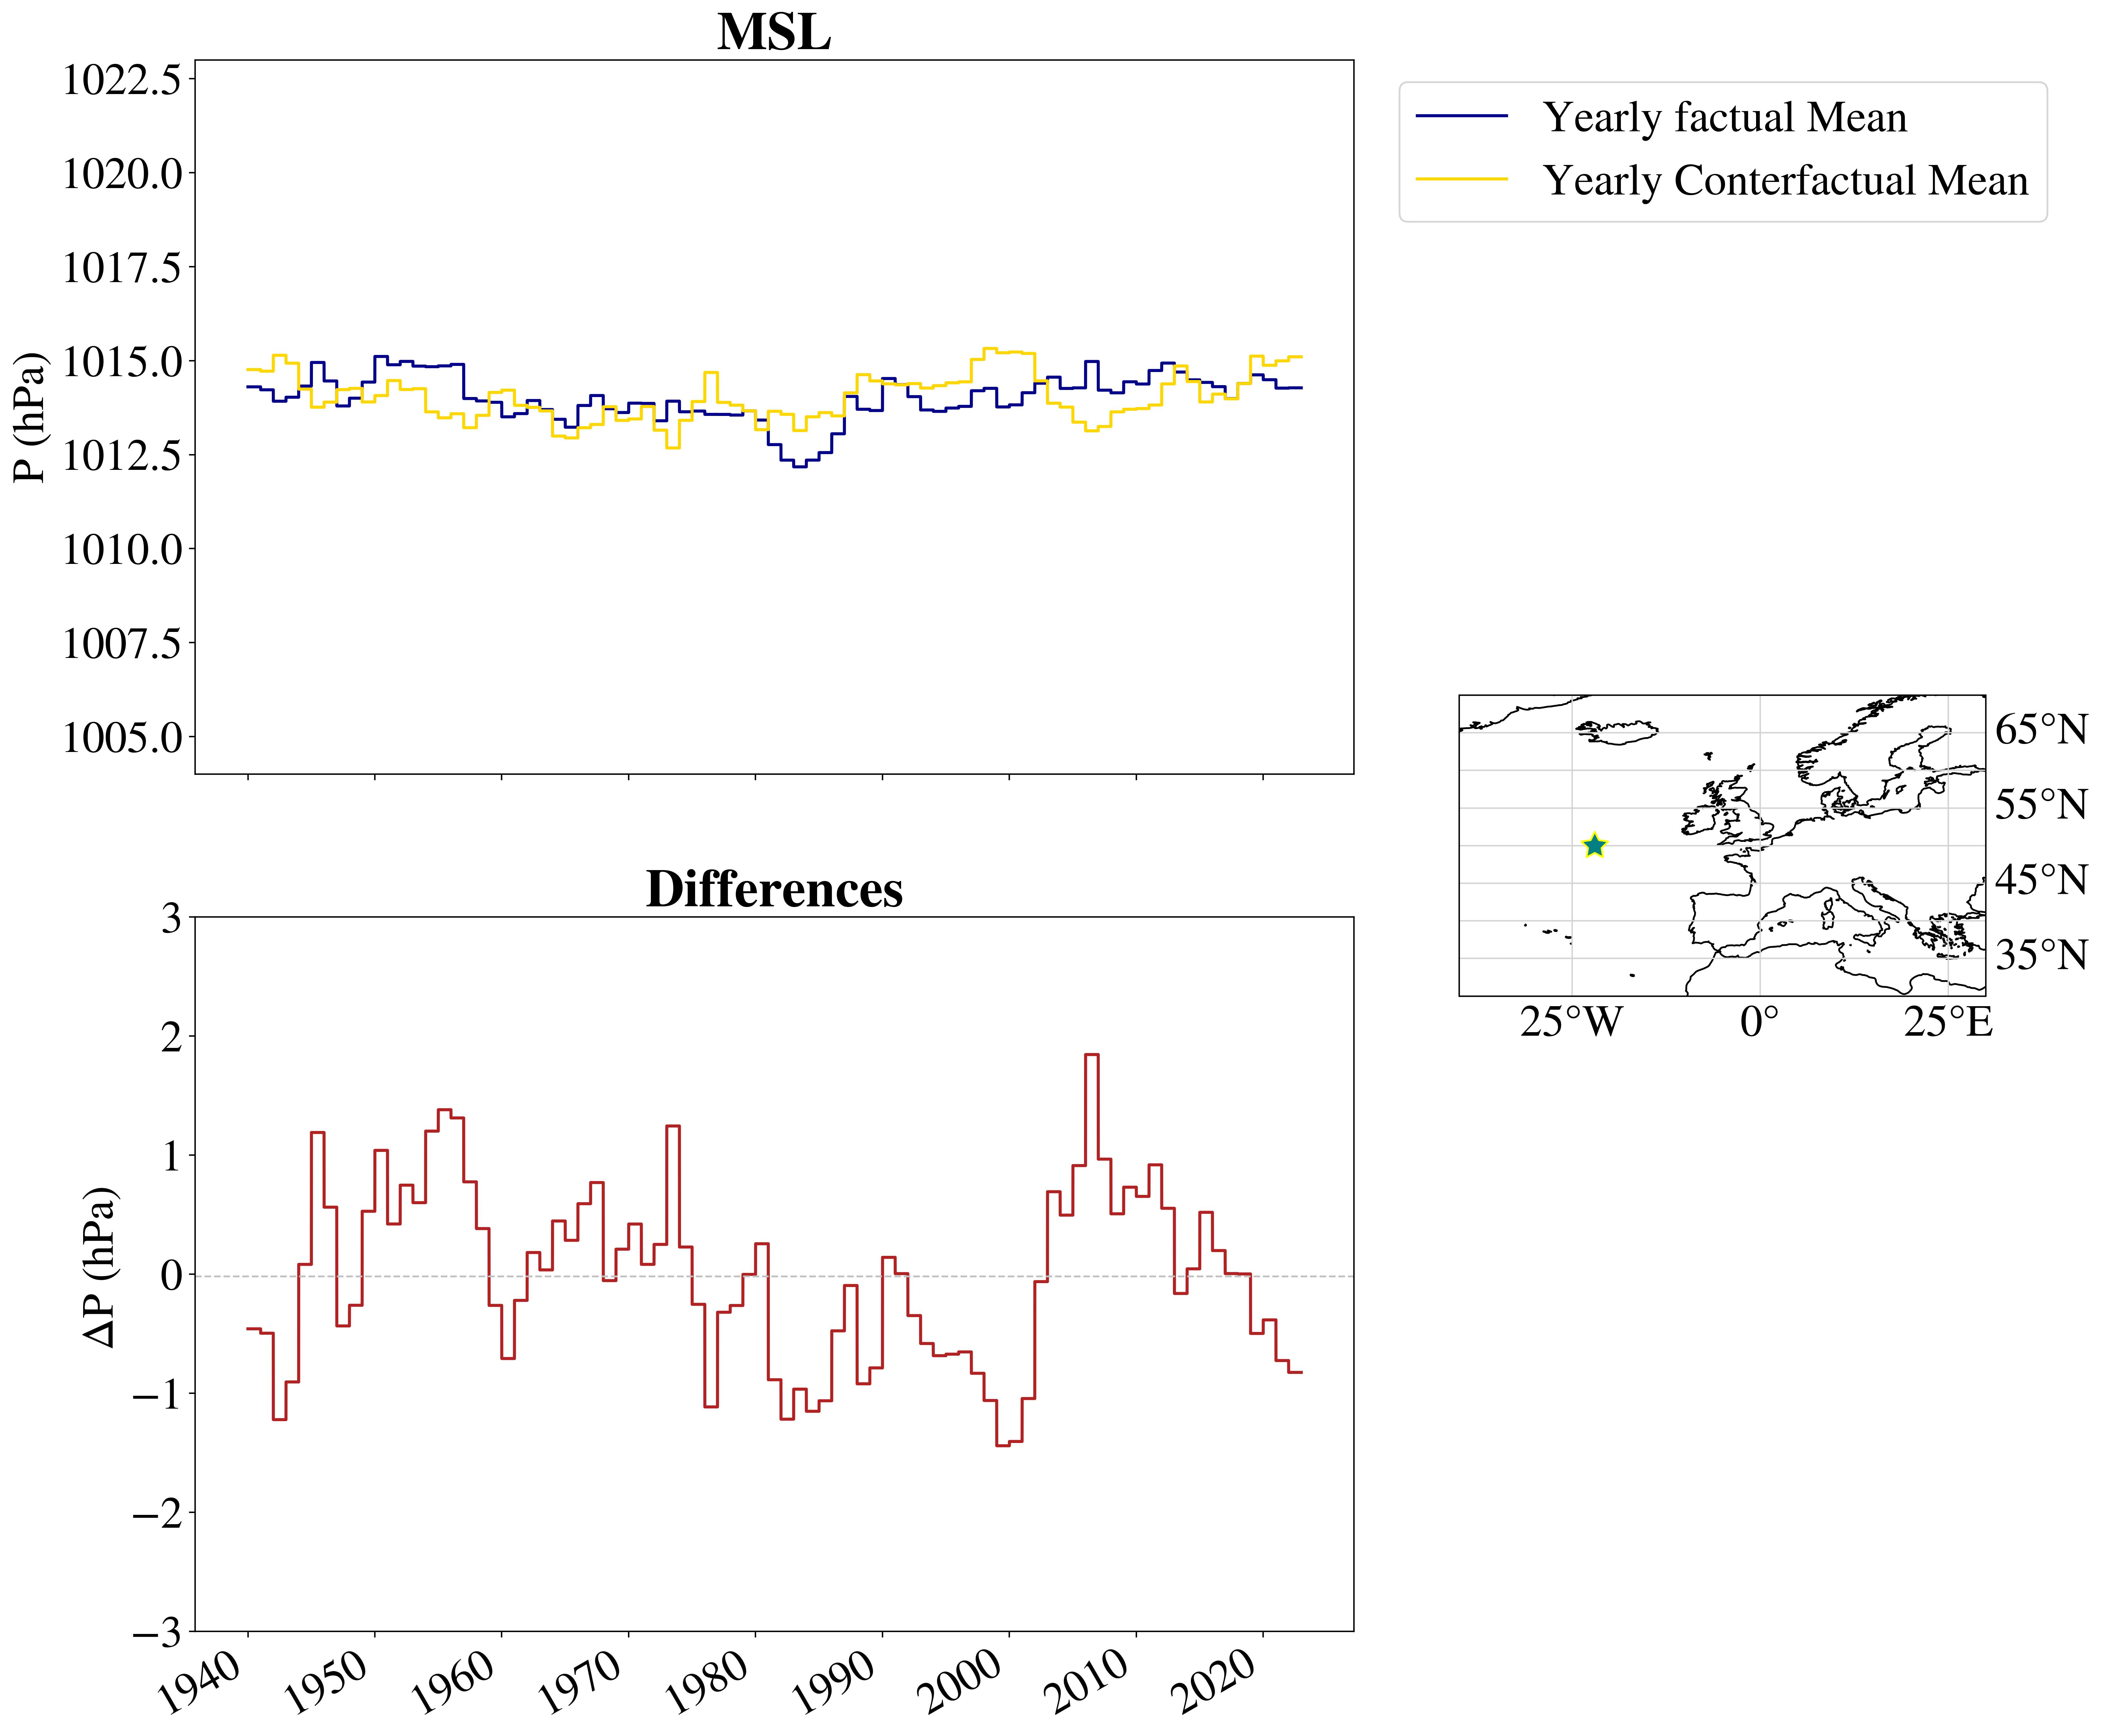 MSL
P (hPa)
1022.5
1020.0
1017.5
1015.0
1012.5
1010.0
1007.5
1005.0
Yearly factual Mean
Yearly Conterfactual Mean
65°N
55°N
45°N
35°N
25°W 0° 25°E
Differences
ΔP (hPa)
3
2
1
0
−1
−2
−3
1940 1950 1960 1970 1980 1990 2000 2010 2020